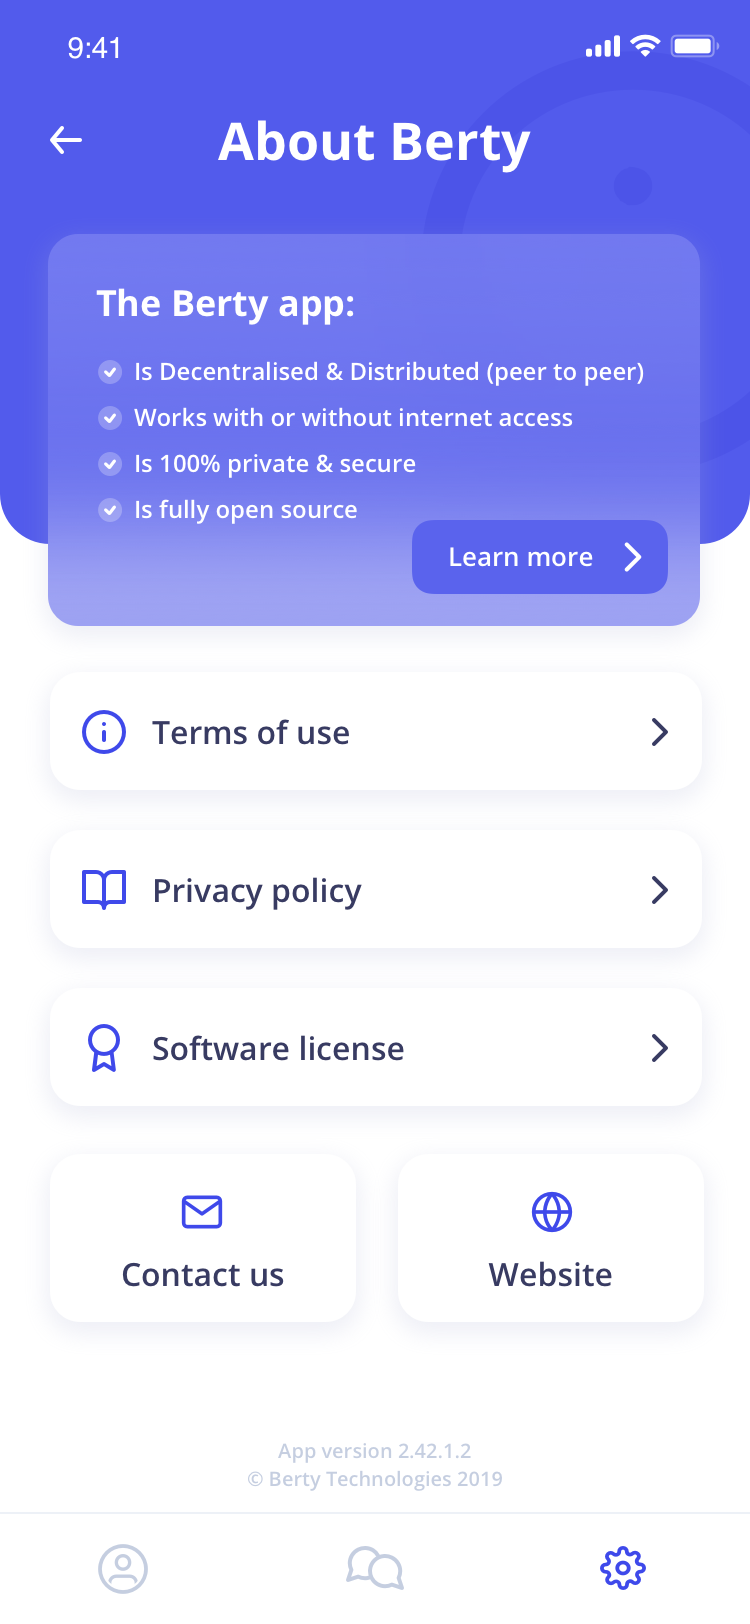 9:41
About Berty
The Berty app:
Is Decentralised & Distributed (peer to peer)
Works with or without internet access
Is 100% private & secure
Is fully open source
Learn more
Terms of use
Privacy policy
Software license
Contact us
Website
App version 2.42.1.2
© Berty Technologies 2019